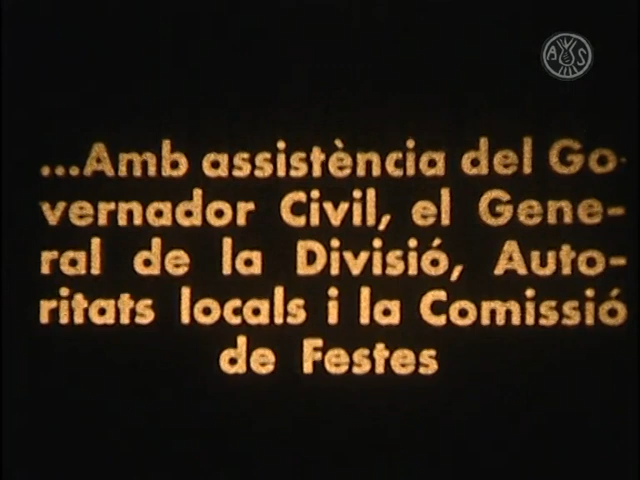 AVS
...Amb assistència del Go-
vernador Civil, el Gene-
ral de la Divisió, Auto-
ritats locals i la Comissió
de Festes